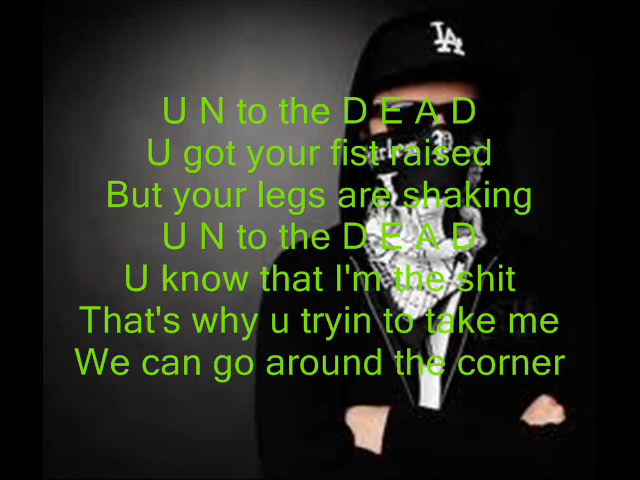 LA
U N to the D E A D
U got your fist raised
But your legs are shaking
U N to the D E A D
U know that I'm the shit
That's why u tryin to take me
We can go around the corner